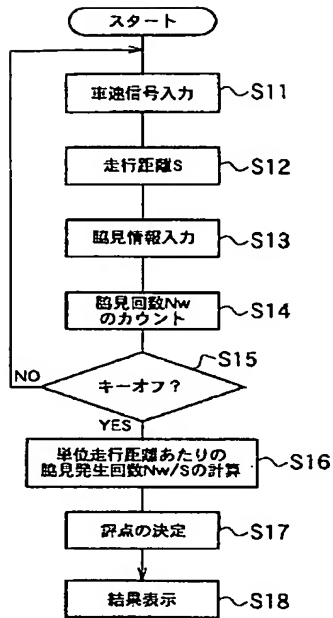 スタート
車速信号入力
S11
走行距離S
S12
脇見情報入力
S13
脇見回数Nw
のカウント
S14
キーオフ?
S15
NO
YES
単位走行距離あたりの
脇見発生回数Nw/Sの計算
S16
評点の決定
S17
結果表示
S18